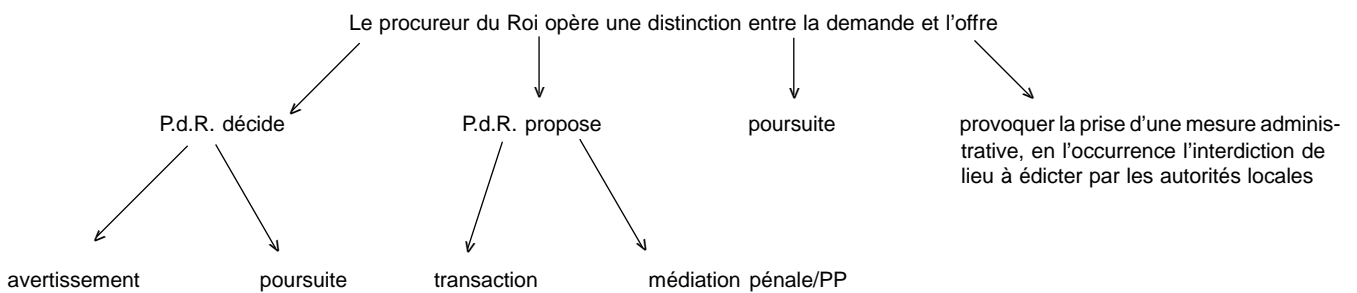 Le procureur du Roi opère une distinction entre la demande et l'offre
P.d.R. décide
P.d.R. propose
poursuite
provoquer la prise d'une mesure adminis-
trative, en l'occurrence l'interdiction de
lieu à édicter par les autorités locales
avertissement
poursuite
transaction
médiation pénale/PP